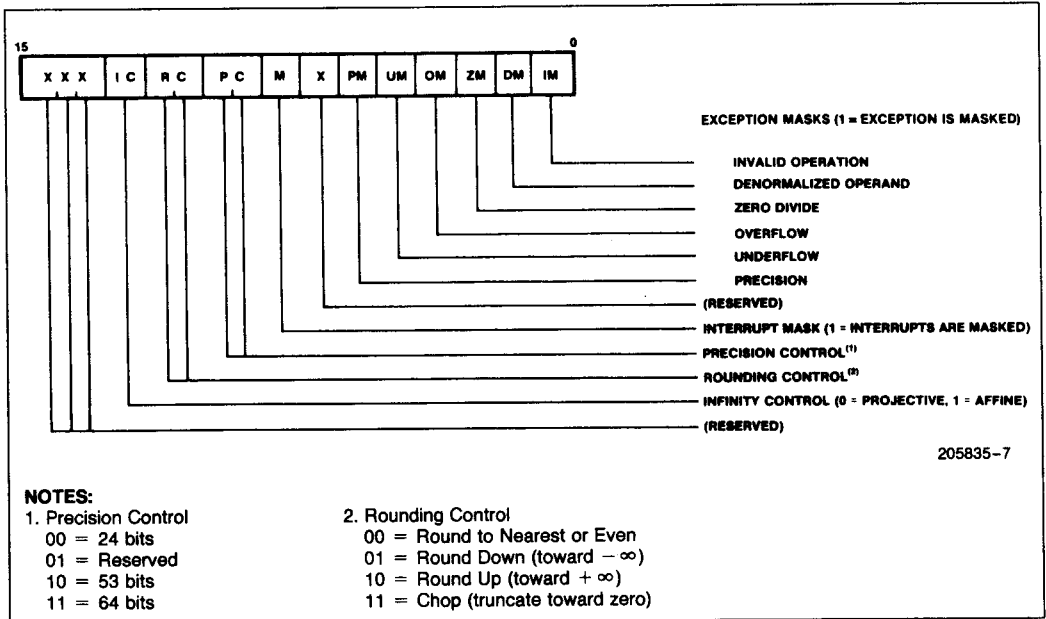 15 0
X X X I C R C P C M X PM UM OM ZM DM IM
EXCEPTION MASKS (1 = EXCEPTION IS MASKED)
INVALID OPERATION
DENORMALIZED OPERAND
ZERO DIVIDE
OVERFLOW
UNDERFLOW
PRECISION
(RESERVED)
INTERRUPT MASK (1 = INTERRUPTS ARE MASKED)
PRECISION CONTROL(1)
ROUNDING CONTROL(2)
INFINITY CONTROL (0 = PROJECTIVE, 1 = AFFINE)
(RESERVED)
205835-7
NOTES:
1. Precision Control
00 = 24 bits
01 = Reserved
10 = 53 bits
11 = 64 bits
2. Rounding Control
00 = Round to Nearest or Even
01 = Round Down (toward − ∞)
10 = Round Up (toward + ∞)
11 = Chop (truncate toward zero)